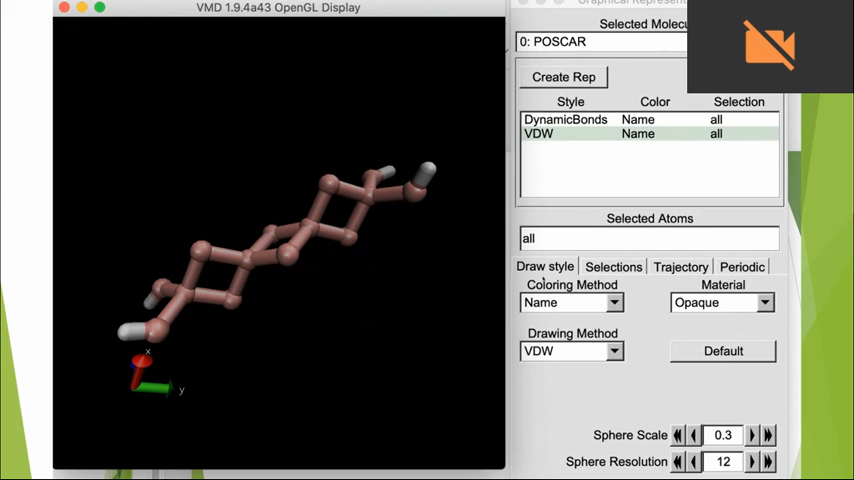 VMD 1.9.4a43 OpenGL Display
Selected Molecu
0: POSCAR
Create Rep
Style Color Selection
DynamicBonds Name all
VDW Name all
Selected Atoms
all
Draw style Selections Trajectory Periodic
Coloring Method Material
Name Opaque
Drawing Method
VDW Default
Sphere Scale 0.3
Sphere Resolution 12
x
y